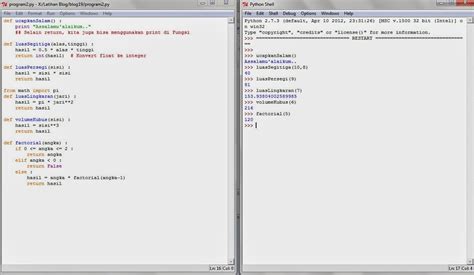 program2.py - X:\Latihan Blog\blog19\program2.py
File Edit Format Run Options Windows Help
def ucapkanSalam() :
print "Assalamu'alaikum.."
## Selain return, kita juga bisa menggunakan print di Fungsi
def luasSegitiga(alas, tinggi) :
hasil = 0.5 * alas * tinggi
return int(hasil) # Konvert float ke integer
def luasPersegi(sisi) :
hasil = sisi * sisi
return hasil
from math import pi
def luasLingkaran(jari) :
hasil = pi * jari**2
return hasil
def volumeKubus(sisi) :
hasil = sisi**3
return hasil
def factorial(angka) :
if 0 <= angka <= 2 :
return angka
elif angka < 0 :
return False
else :
hasil = angka * factorial(angka-1)
return hasil
Ln: 16 Col: 0
Python Shell
File Edit Shell Debug Options Windows Help
Python 2.7.3 (default, Apr 10 2012, 23:31:26) [MSC v.1500 32 bit (Intel)] o
n win32
Type "copyright", "credits" or "license()" for more information.
>>> ================================ RESTART ================================
>>>
>>> ucapkanSalam()
Assalamu'alaikum..
>>> luasSegitiga(10,8)
40
>>> luasPersegi(9)
81
>>> luasLingkaran(7)
153.93804002589985
>>> volumeKubus(6)
216
>>> factorial(5)
120
>>>
Ln: 17 Col: 4